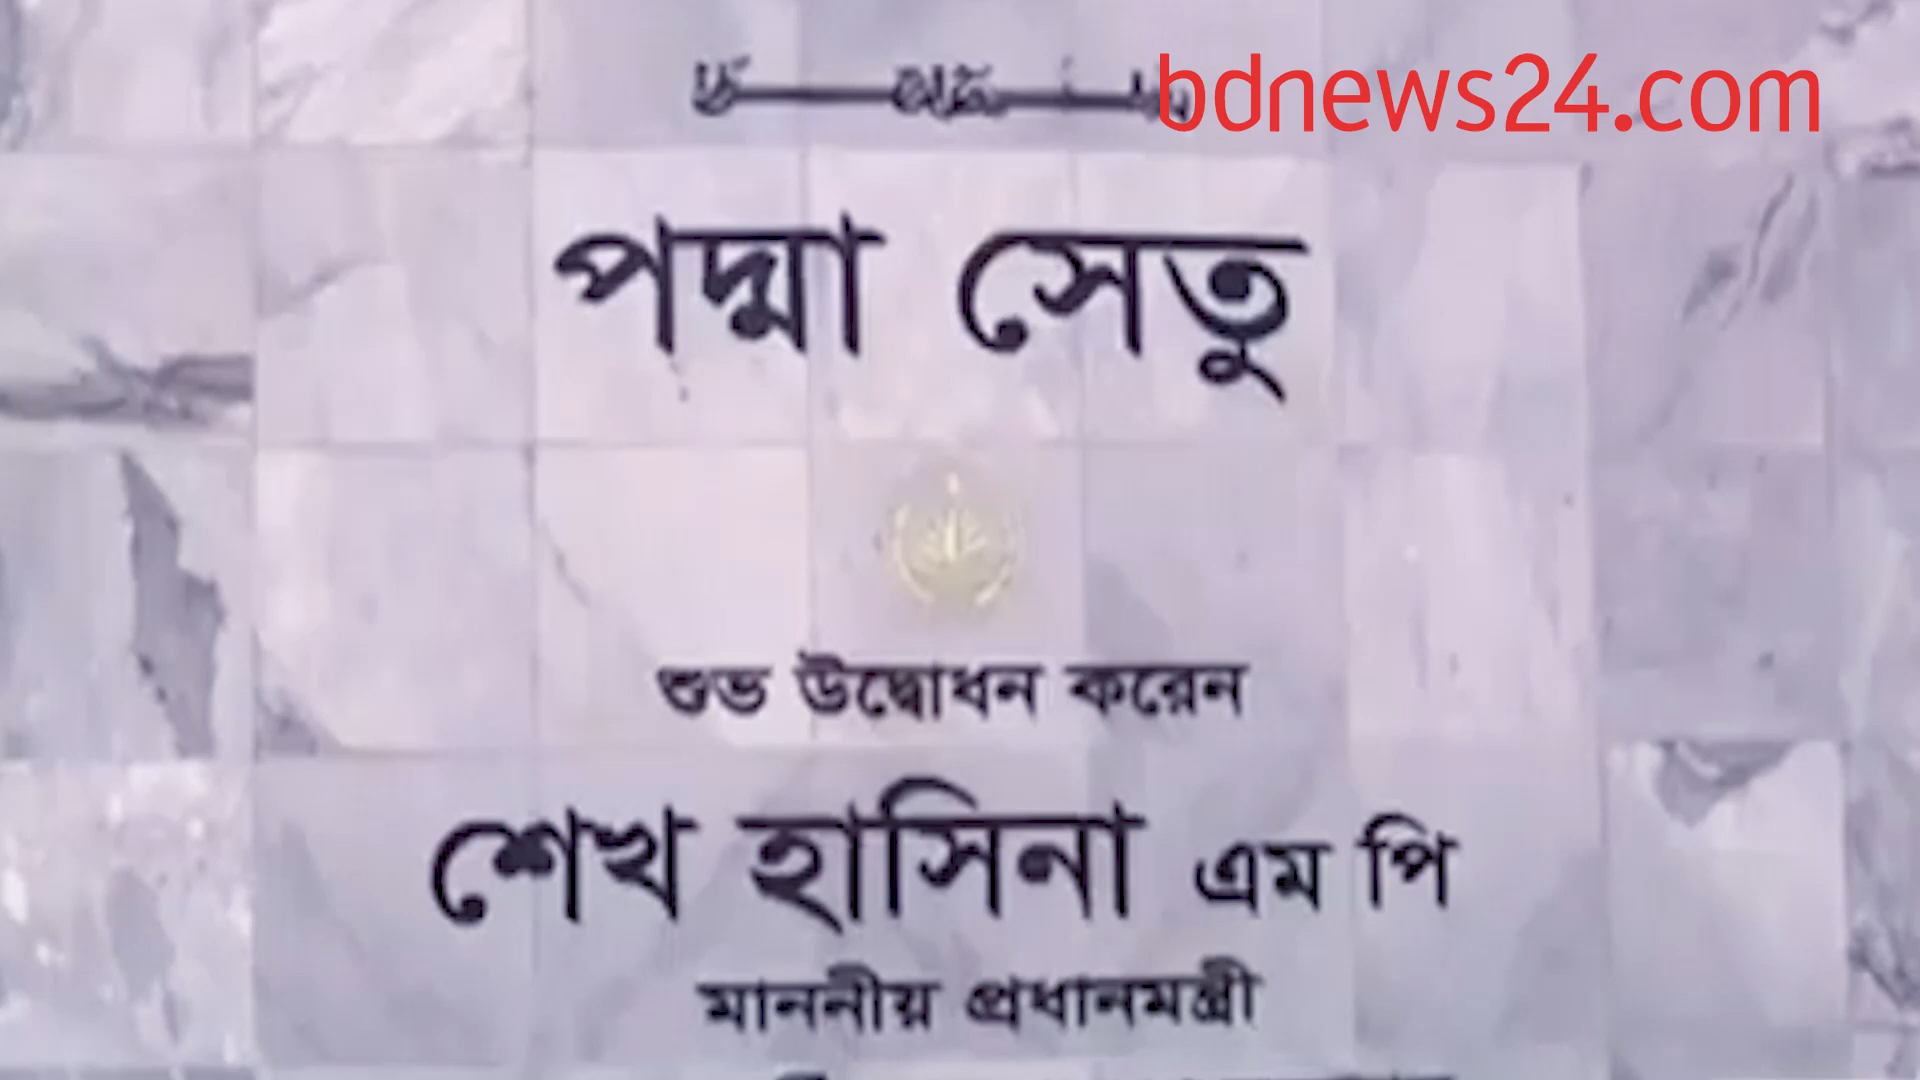 bdnews24.com
পদ্মা সেতু
শুভ উদ্বোধন করেন
শেখ হাসিনা এম পি
মাননীয় প্রধানমন্ত্রী